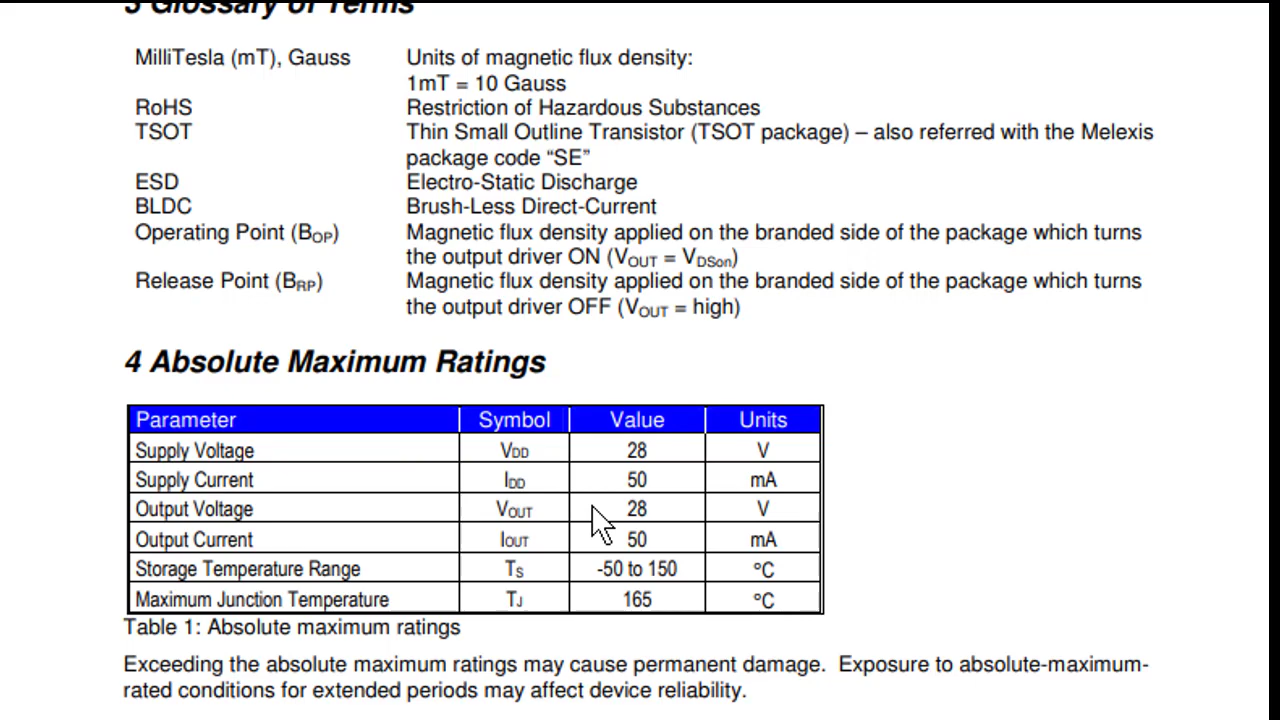 3 Glossary of Terms
MilliTesla (mT), Gauss Units of magnetic flux density:
1mT = 10 Gauss
RoHS Restriction of Hazardous Substances
TSOT Thin Small Outline Transistor (TSOT package) – also referred with the Melexis
package code “SE”
ESD Electro-Static Discharge
BLDC Brush-Less Direct-Current
Operating Point (BOP) Magnetic flux density applied on the branded side of the package which turns
the output driver ON (VOUT = VDSon)
Release Point (BRP) Magnetic flux density applied on the branded side of the package which turns
the output driver OFF (VOUT = high)
4 Absolute Maximum Ratings
Parameter Symbol Value Units
Supply Voltage VDD 28 V
Supply Current IDD 50 mA
Output Voltage VOUT 28 V
Output Current IOUT 50 mA
Storage Temperature Range TS -50 to 150 °C
Maximum Junction Temperature TJ 165 °C
Table 1: Absolute maximum ratings
Exceeding the absolute maximum ratings may cause permanent damage. Exposure to absolute-maximum-
rated conditions for extended periods may affect device reliability.